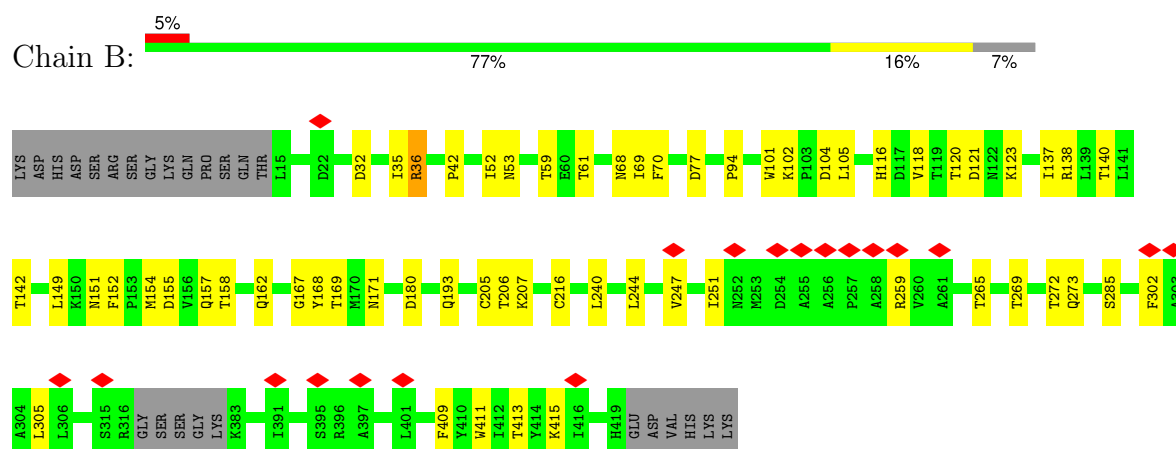 5%
Chain B:
77% 16% 7%
LYS ASP HIS ASP SER ARG SER GLY LYS GLN PRO SER GLN THR L15 D22 D32 I35 R36 P42 I52 N53 T59 E60 T61 N68 I69 F70 D77 P94 W101 K102 P103 D104 L105 H116 D117 V118 T119 T120 D121 N122 K123 I137 R138 L139 T140 L141
T142 L149 K150 N151 F152 P153 M154 D155 V156 Q157 T158 Q162 G167 Y168 T169 M170 N171 D180 Q193 C205 T206 K207 C216 L240 L244 V247 I251 N252 M253 D254 A255 A256 P257 A258 R259 V260 A261 T265 T269 T272 Q273 S285 F302 A303
A304 L305 L306 S315 R316 GLY SER SER GLY LYS K383 I391 S395 R396 A397 L401 F409 Y410 W411 I412 T413 Y414 K415 I416 H419 GLU ASP VAL HIS LYS LYS